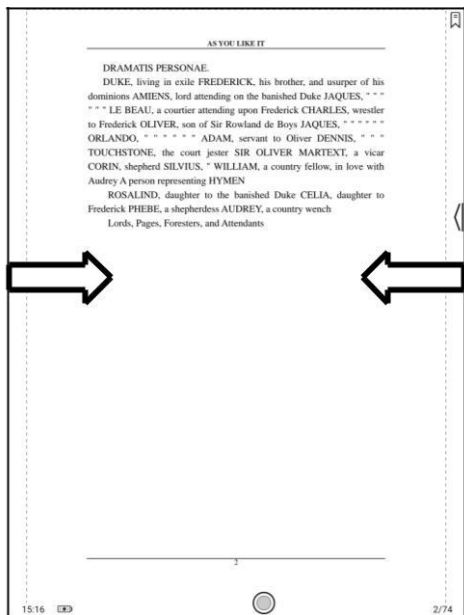 AS YOU LIKE IT
DRAMATIS PERSONAE.
DUKE, living in exile FREDERICK, his brother, and usurper of his
dominions AMIENS, lord attending on the banished Duke JAQUES, " " "
" " " LE BEAU, a courtier attending upon Frederick CHARLES, wrestler
to Frederick OLIVER, son of Sir Rowland de Boys JAQUES, " " " " " "
ORLANDO, " " " " " " ADAM, servant to Oliver DENNIS, " " "
TOUCHSTONE, the court jester SIR OLIVER MARTEXT, a vicar
CORIN, shepherd SILVIUS, " WILLIAM, a country fellow, in love with
Audrey A person representing HYMEN
ROSALIND, daughter to the banished Duke CELIA, daughter to
Frederick PHEBE, a shepherdess AUDREY, a country wench
Lords, Pages, Foresters, and Attendants
2
15:16
2/74